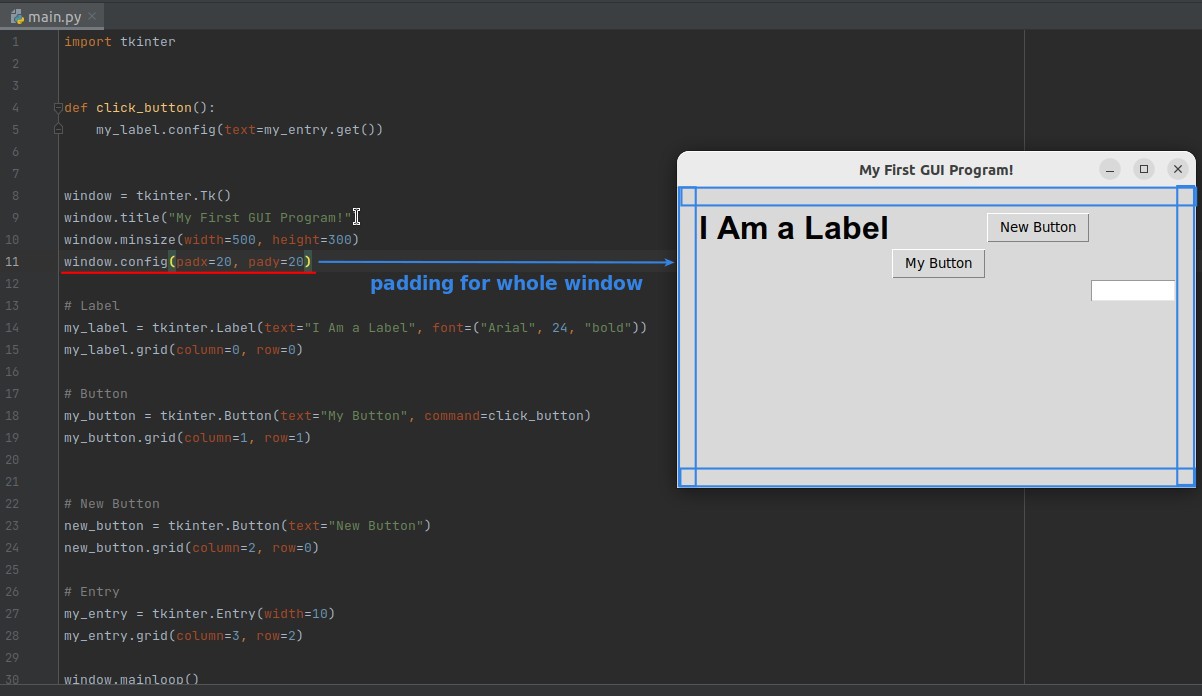 main.py
1 import tkinter
2
3
4 def click_button():
5     my_label.config(text=my_entry.get())
6
7
8 window = tkinter.Tk()
9 window.title("My First GUI Program!")
10 window.minsize(width=500, height=300)
11 window.config(padx=20, pady=20)
12
13 # Label
14 my_label = tkinter.Label(text="I Am a Label", font=("Arial", 24, "bold"))
15 my_label.grid(column=0, row=0)
16
17 # Button
18 my_button = tkinter.Button(text="My Button", command=click_button)
19 my_button.grid(column=1, row=1)
20
21
22 # New Button
23 new_button = tkinter.Button(text="New Button")
24 new_button.grid(column=2, row=0)
25
26 # Entry
27 my_entry = tkinter.Entry(width=10)
28 my_entry.grid(column=3, row=2)
29
30 window.mainloop()
padding for whole window
My First GUI Program!
I Am a Label
New Button
My Button